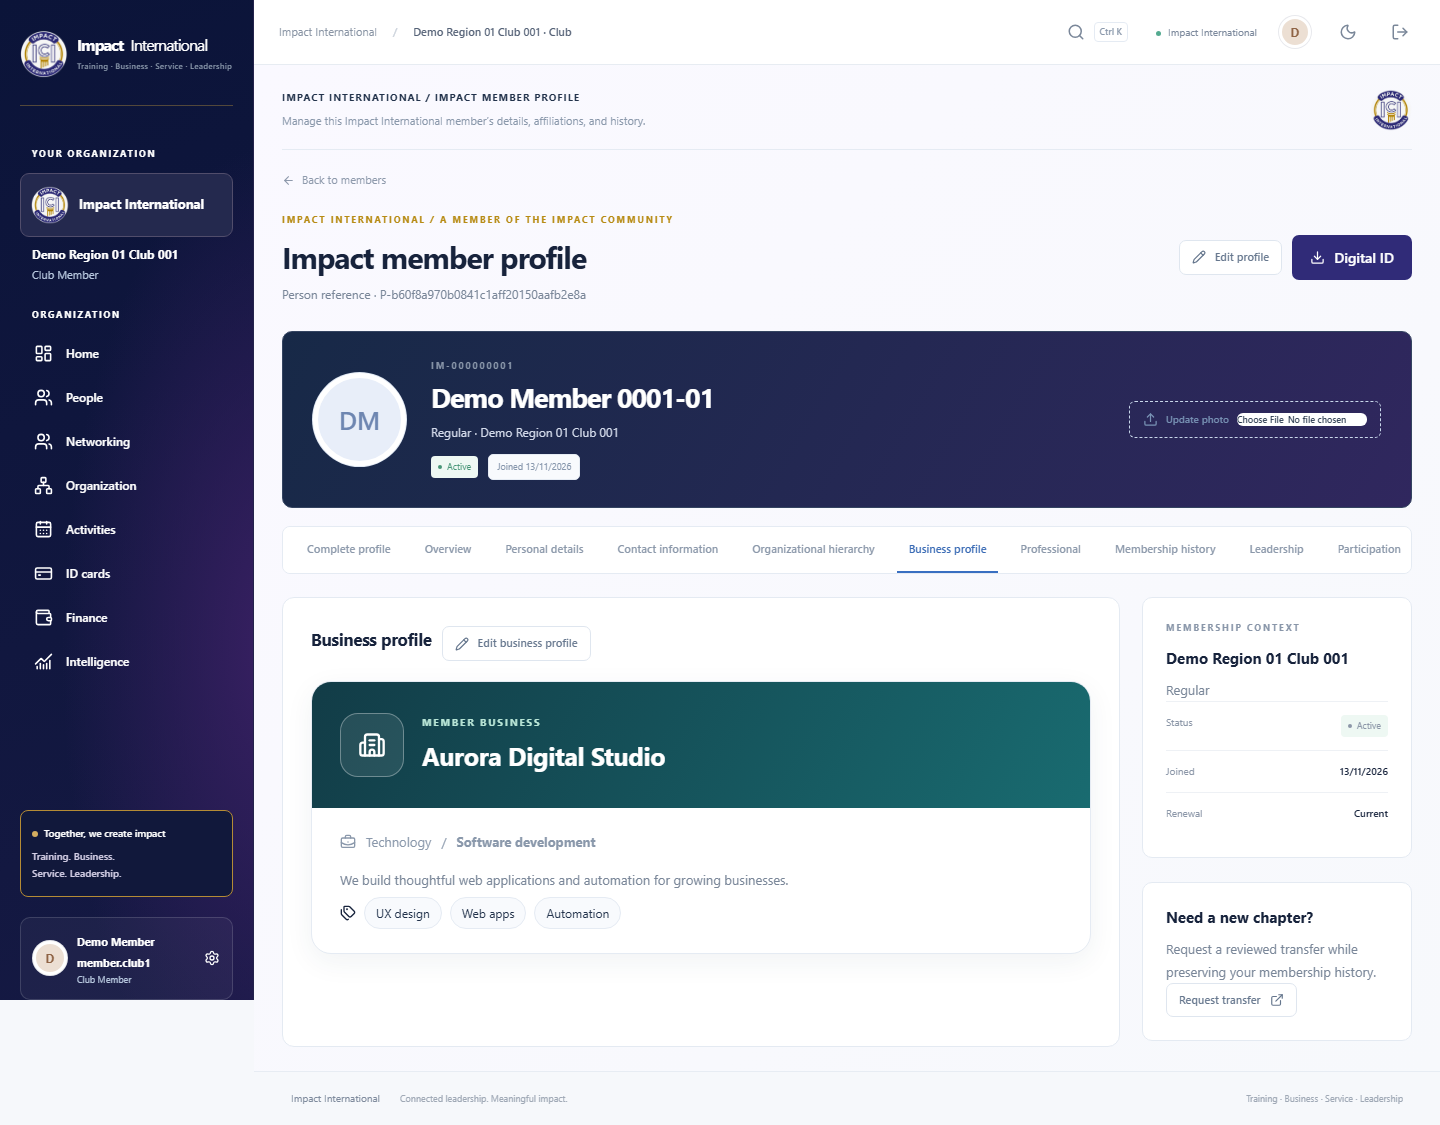 Impact International
Training · Business · Service · Leadership
YOUR ORGANIZATION
Impact International
Demo Region 01 Club 001
Club Member
ORGANIZATION
Home
People
Networking
Organization
Activities
ID cards
Finance
Intelligence
Together, we create impact
Training. Business.
Service. Leadership.
D
Demo Member
member.club1
Club Member
Impact International / Demo Region 01 Club 001 · Club
Ctrl K
Impact International
D
IMPACT INTERNATIONAL / IMPACT MEMBER PROFILE
Manage this Impact International member's details, affiliations, and history.
Back to members
IMPACT INTERNATIONAL / A MEMBER OF THE IMPACT COMMUNITY
Impact member profile
Edit profile
Digital ID
Person reference · P-b60f8a970b0841c1aff20150aafb2e8a
DM
IM-000000001
Demo Member 0001-01
Regular · Demo Region 01 Club 001
Active
Joined 13/11/2026
Update photo
Choose File No file chosen
Complete profile
Overview
Personal details
Contact information
Organizational hierarchy
Business profile
Professional
Membership history
Leadership
Participation
Business profile
Edit business profile
MEMBER BUSINESS
Aurora Digital Studio
Technology / Software development
We build thoughtful web applications and automation for growing businesses.
UX design
Web apps
Automation
MEMBERSHIP CONTEXT
Demo Region 01 Club 001
Regular
Status Active
Joined 13/11/2026
Renewal Current
Need a new chapter?
Request a reviewed transfer while
preserving your membership history.
Request transfer
Impact International
Connected leadership. Meaningful impact.
Training · Business · Service · Leadership